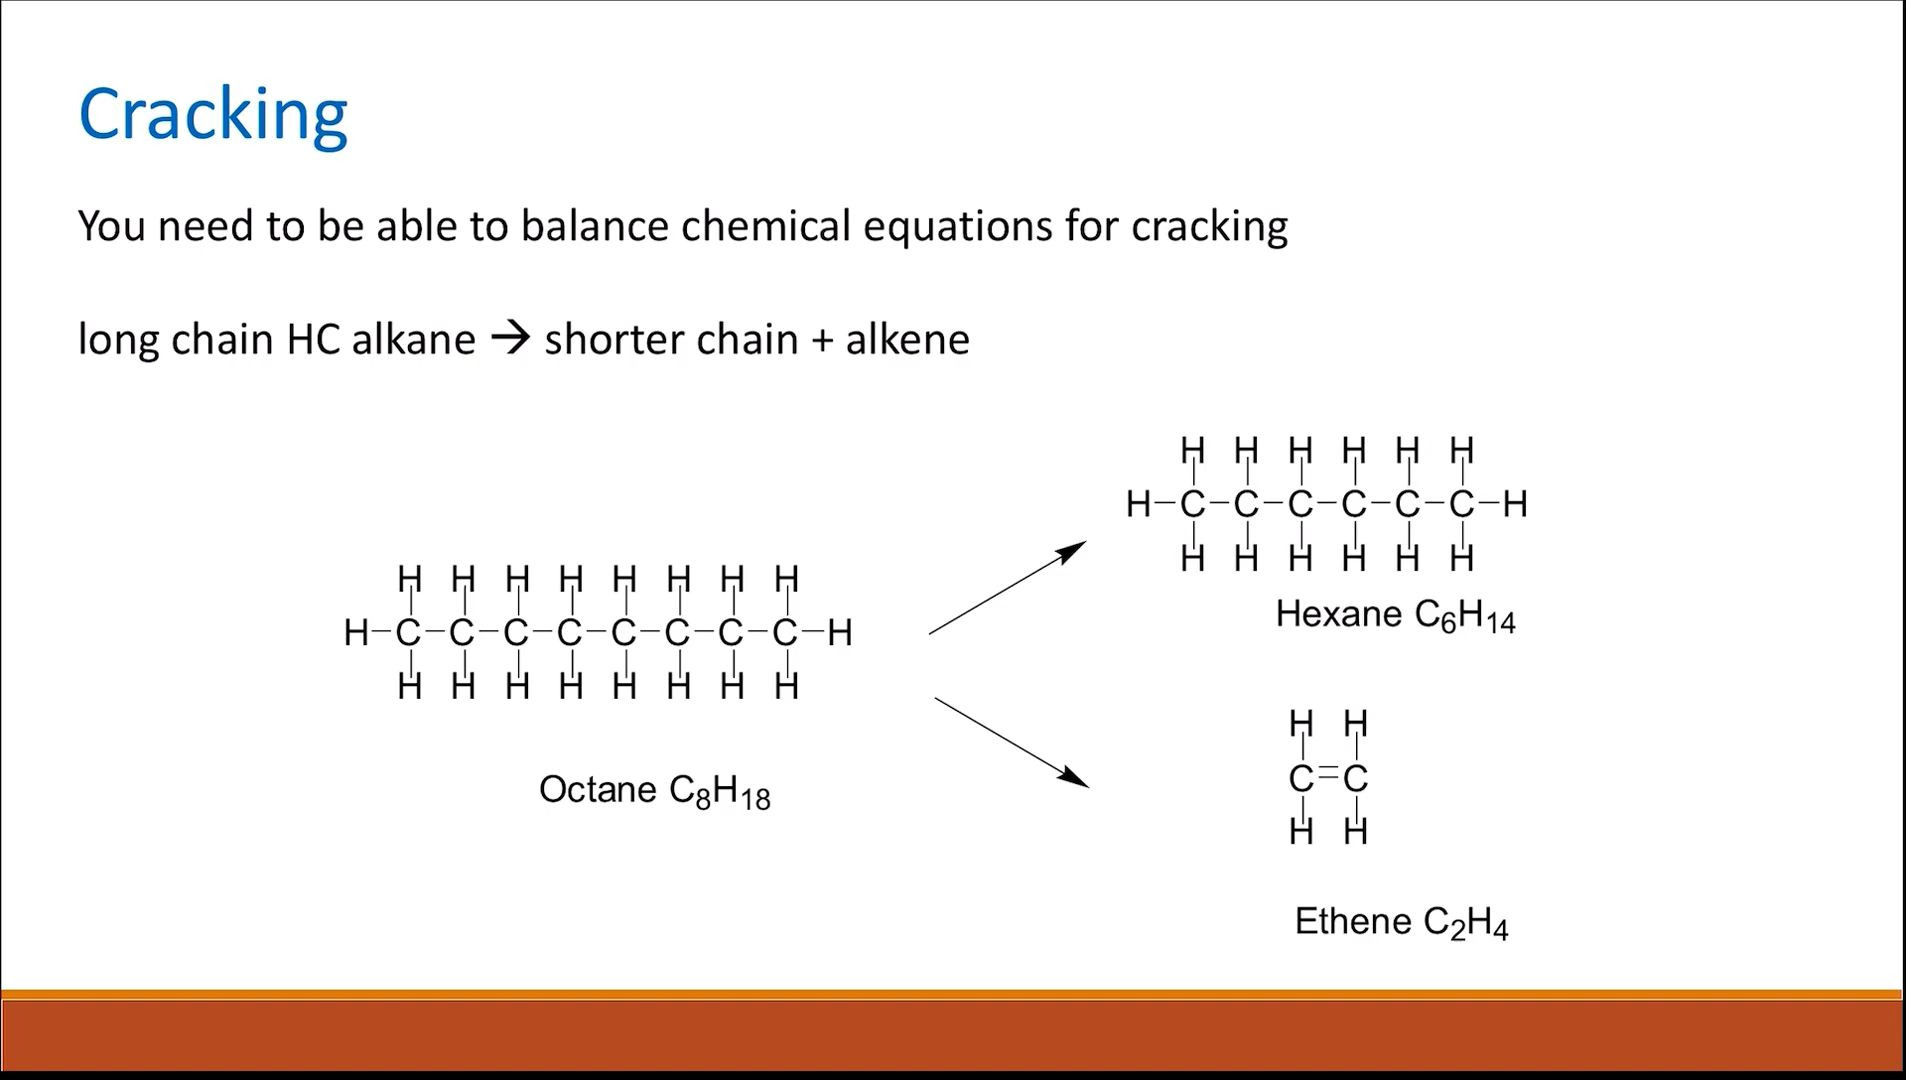 Cracking
You need to be able to balance chemical equations for cracking
long chain HC alkane → shorter chain + alkene
H H H H H H
H–C–C–C–C–C–C–H
H H H H H H
Hexane C₆H₁₄
H H H H H H H H
H–C–C–C–C–C–C–C–C–H
H H H H H H H H
Octane C₈H₁₈
H H
C=C
H H
Ethene C₂H₄